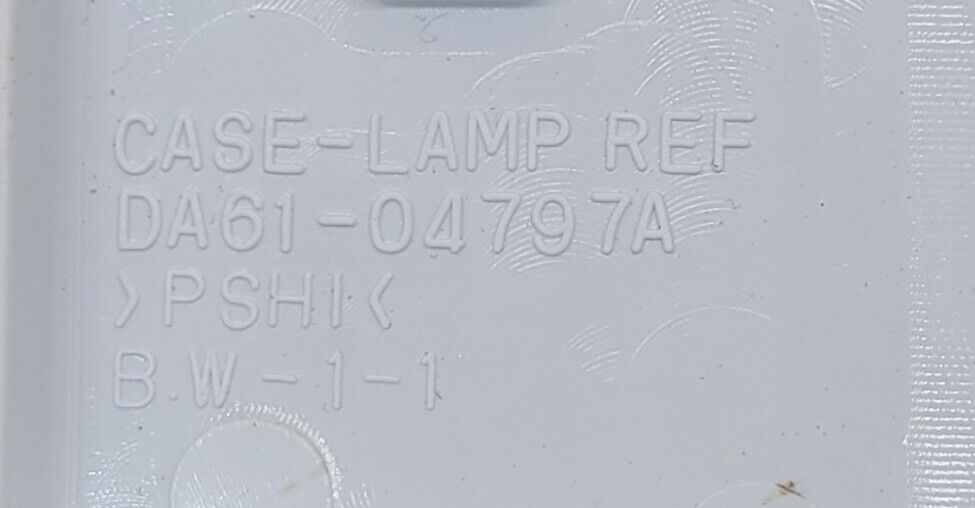 CASE-LAMP REF
DA61-04797A
>PSHI<
B.W-1-1